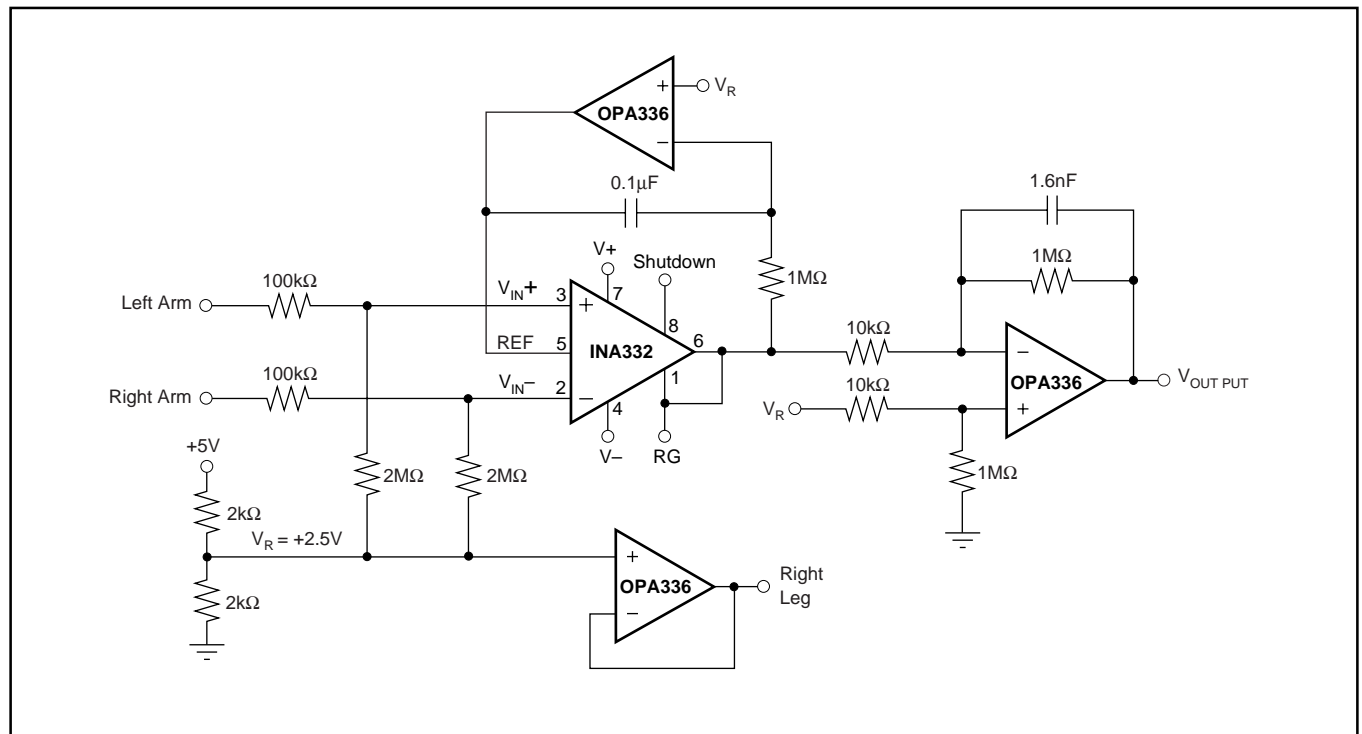 OPA336
+
V_R
−
0.1μF
1.6nF
V+
Shutdown
1MΩ
1MΩ
100kΩ
Left Arm
V_IN+
3
+
7
8
REF
5
INA332
6
10kΩ
−
100kΩ
Right Arm
V_IN−
2
−
4
1
OPA336
V_OUT PUT
V_R
10kΩ
+
V−
RG
+5V
2MΩ
2MΩ
1MΩ
2kΩ
V_R = +2.5V
+
OPA336
Right
Leg
2kΩ
−